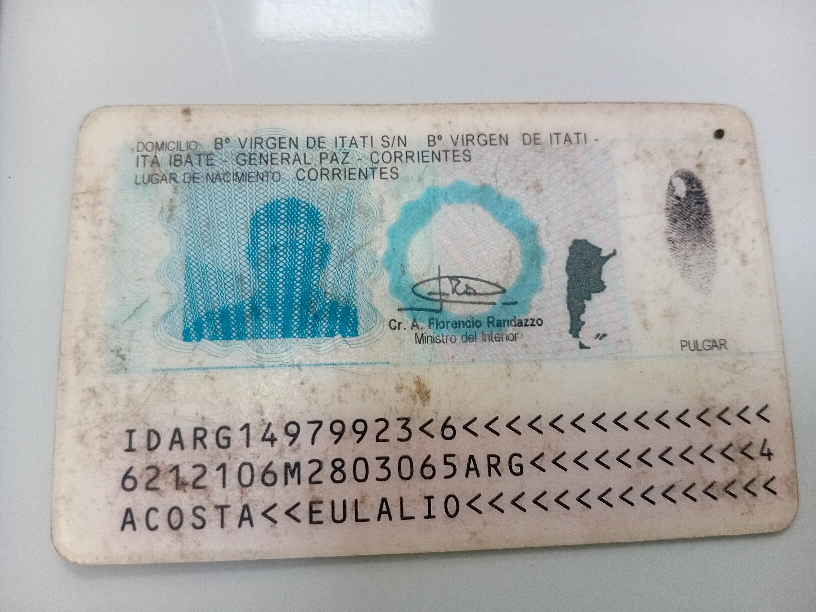 DOMICILIO: Bº VIRGEN DE ITATI S/N Bº VIRGEN DE ITATI -
ITA IBATE - GENERAL PAZ - CORRIENTES
LUGAR DE NACIMIENTO CORRIENTES
Cr. A. Florencio Randazzo
Ministro del Interior
PULGAR
IDARG14979923<6<<<<<<<<<<<<<<<
6212106M2803065ARG<<<<<<<<<<<4
ACOSTA<<EULALIO<<<<<<<<<<<<<<<